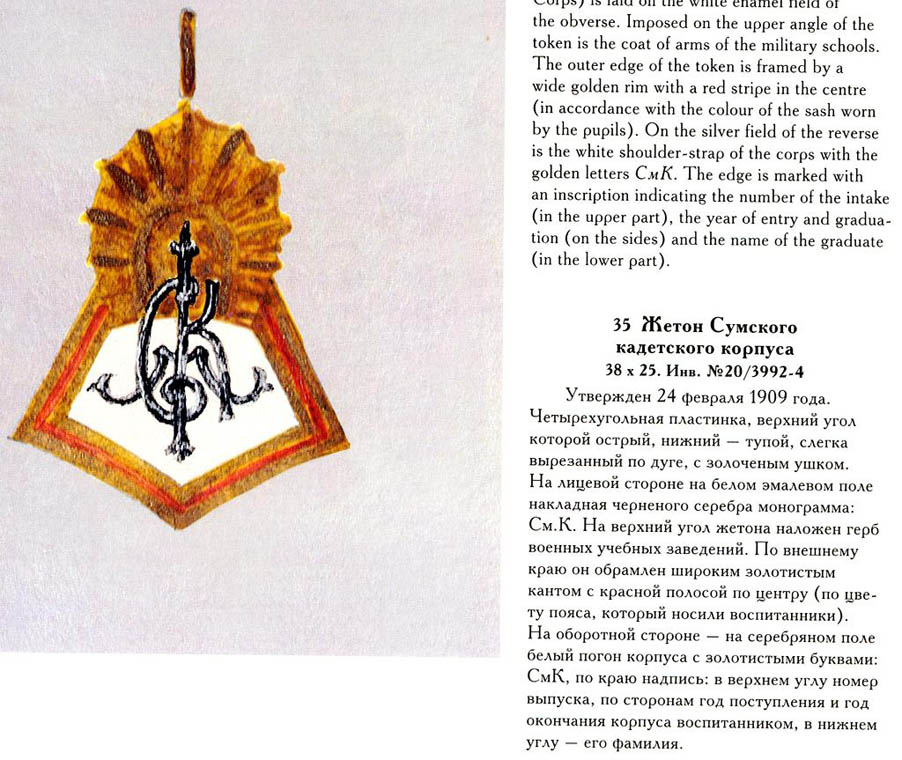 Corps) is laid on the white enamel field of
the obverse. Imposed on the upper angle of the
token is the coat of arms of the military schools.
The outer edge of the token is framed by a
wide golden rim with a red stripe in the centre
(in accordance with the colour of the sash worn
by the pupils). On the silver field of the reverse
is the white shoulder-strap of the corps with the
golden letters СмК. The edge is marked with
an inscription indicating the number of the intake
(in the upper part), the year of entry and gradua-
tion (on the sides) and the name of the graduate
(in the lower part).
35 Жетон Сумского
кадетского корпуса
38 x 25. Инв. №20/3992-4
Утвержден 24 февраля 1909 года.
Четырехугольная пластинка, верхний угол
которой острый, нижний — тупой, слегка
вырезанный по дуге, с золоченым ушком.
На лицевой стороне на белом эмалевом поле
накладная черненого серебра монограмма:
См.К. На верхний угол жетона наложен герб
военных учебных заведений. По внешнему
краю он обрамлен широким золотистым
кантом с красной полосой по центру (по цве-
ту пояса, который носили воспитанники).
На оборотной стороне — на серебряном поле
белый погон корпуса с золотистыми буквами:
СмК, по краю надпись: в верхнем углу номер
выпуска, по сторонам год поступления и год
окончания корпуса воспитанником, в нижнем
углу — его фамилия.